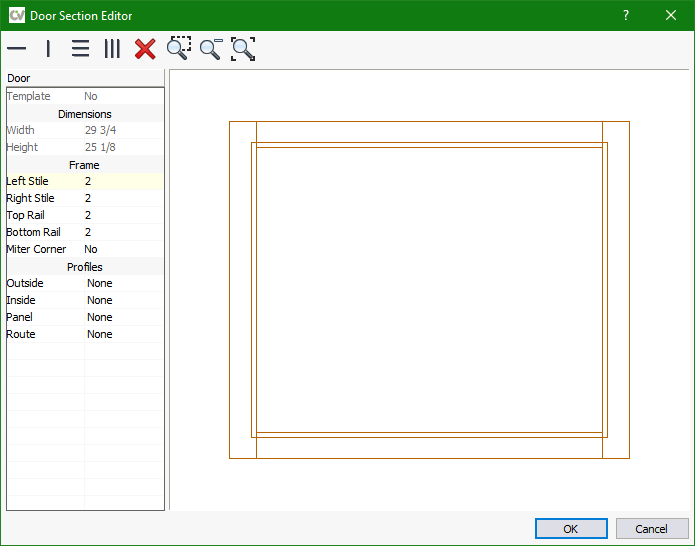 CV Door Section Editor ?
Door
Template No
Dimensions
Width 29 3/4
Height 25 1/8
Frame
Left Stile 2
Right Stile 2
Top Rail 2
Bottom Rail 2
Miter Corner No
Profiles
Outside None
Inside None
Panel None
Route None
OK Cancel